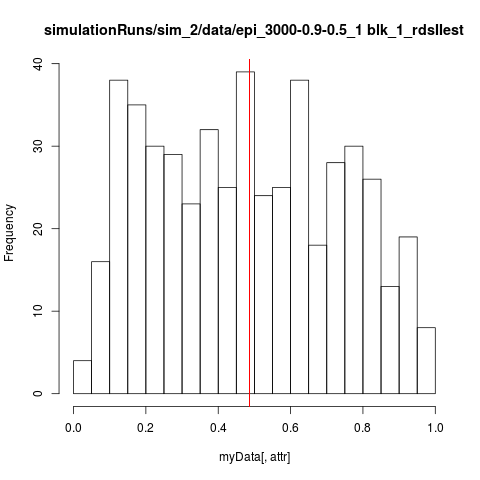 simulationRuns/sim_2/data/epi_3000-0.9-0.5_1 blk_1_rdsIlest
Frequency
40
30
20
10
0
0.0 0.2 0.4 0.6 0.8 1.0
myData[, attr]